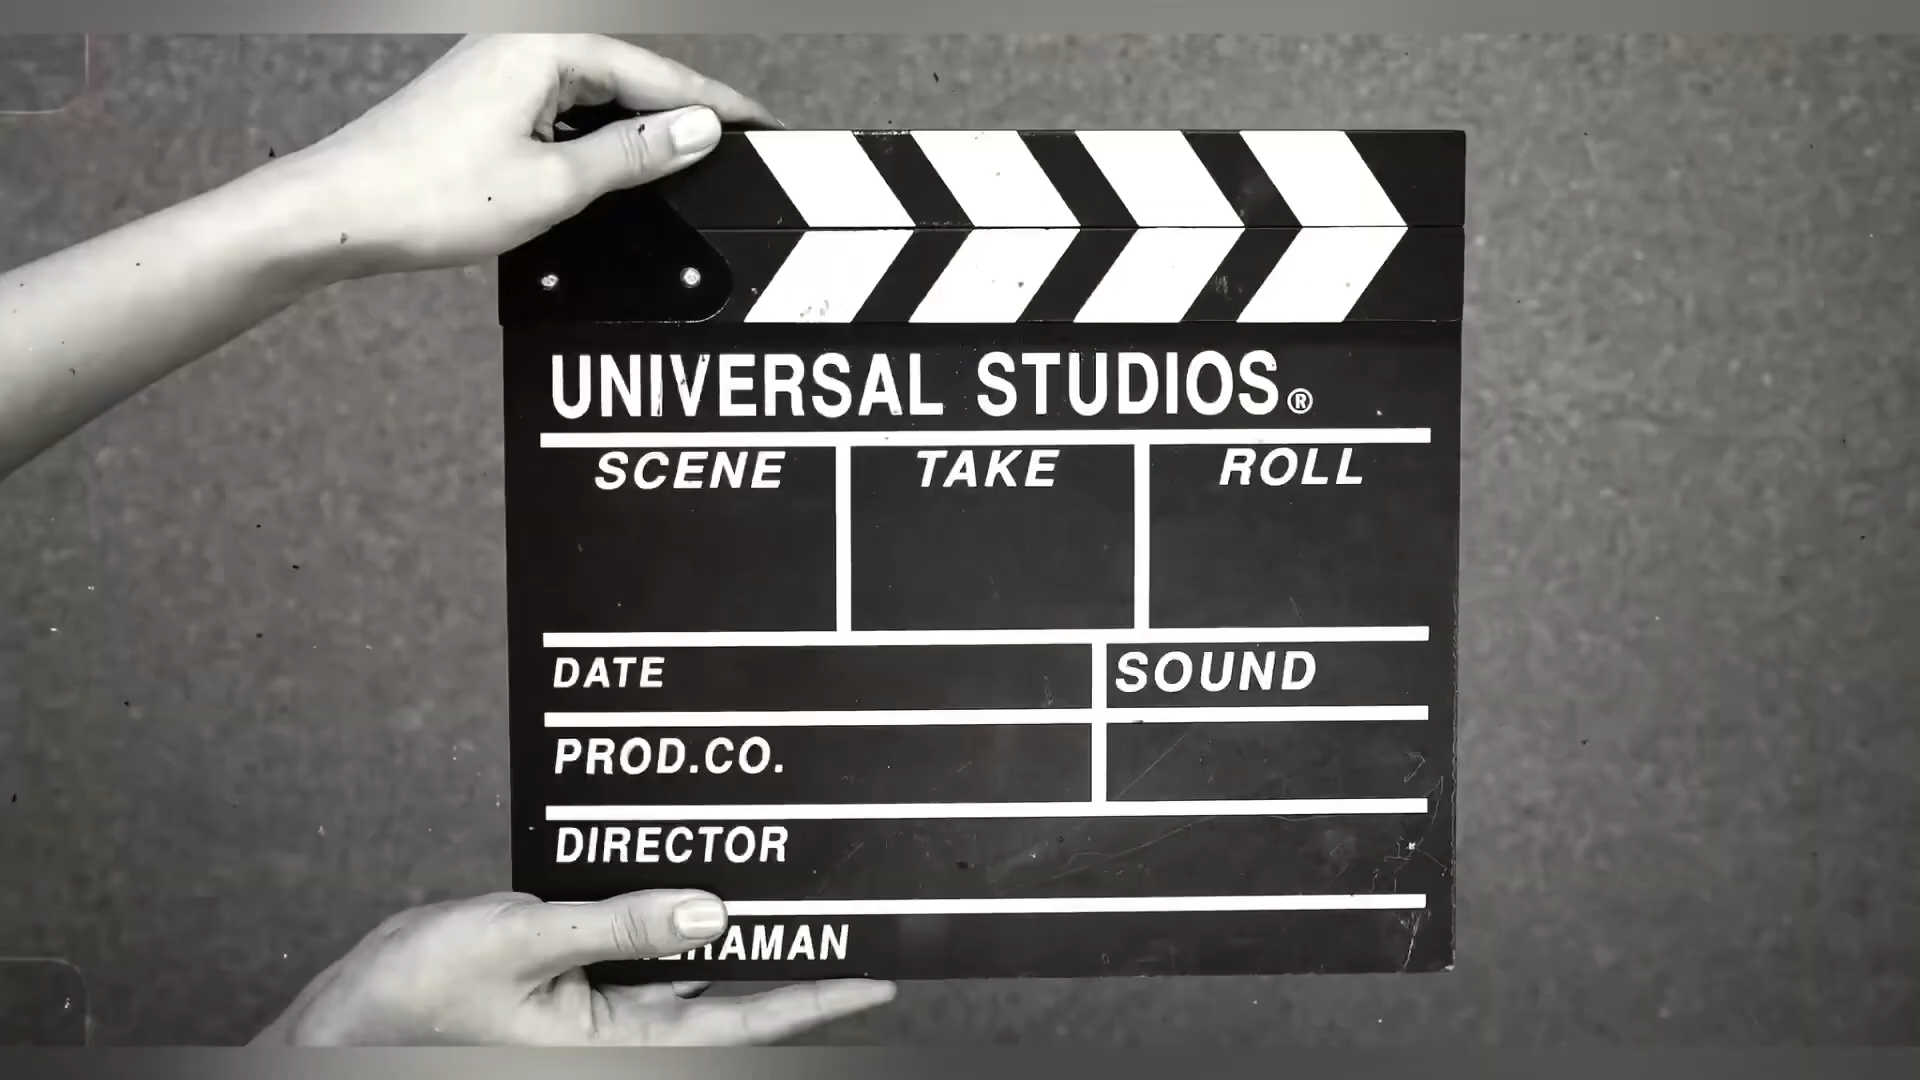 UNIVERSAL STUDIOS®
SCENE TAKE ROLL
DATE SOUND
PROD.CO.
DIRECTOR